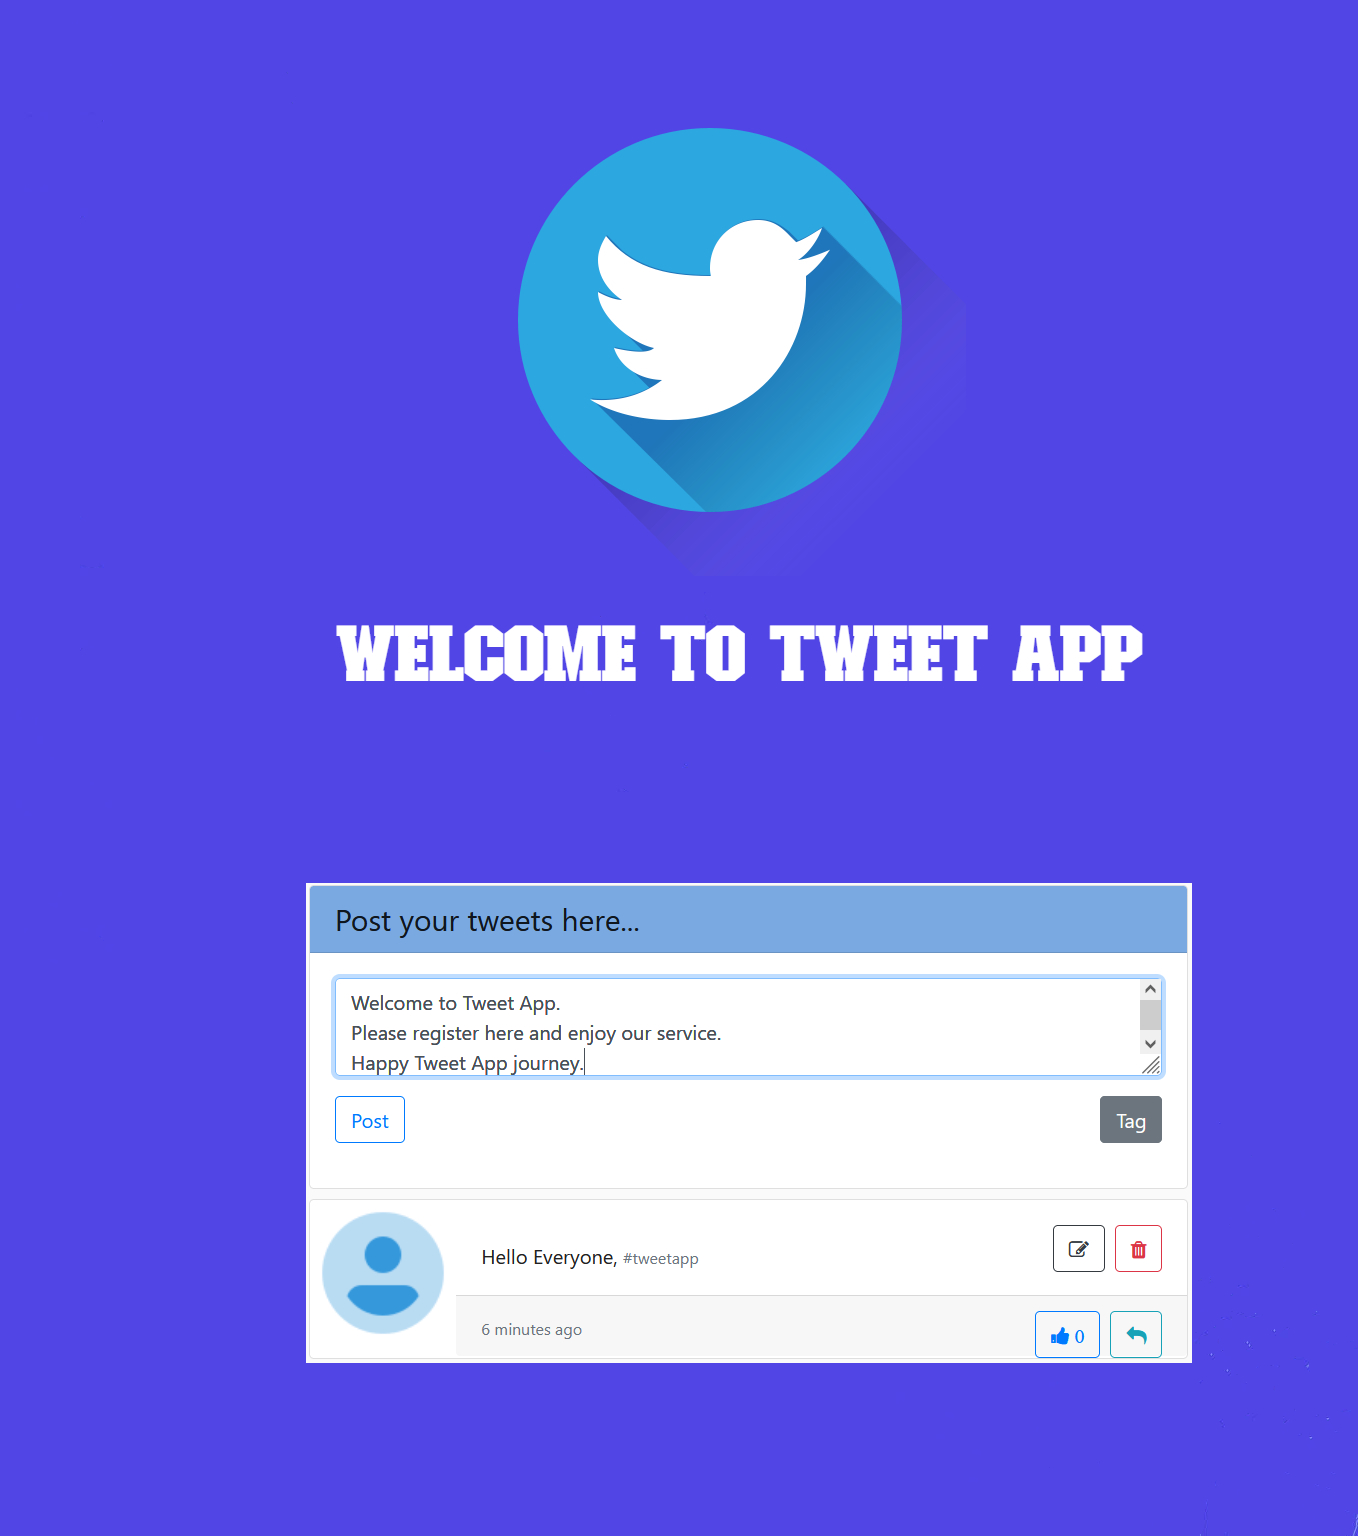 WELCOME TO TWEET APP
Post your tweets here...
Welcome to Tweet App.
Please register here and enjoy our service.
Happy Tweet App journey.
Post
Tag
Hello Everyone, #tweetapp
6 minutes ago
0